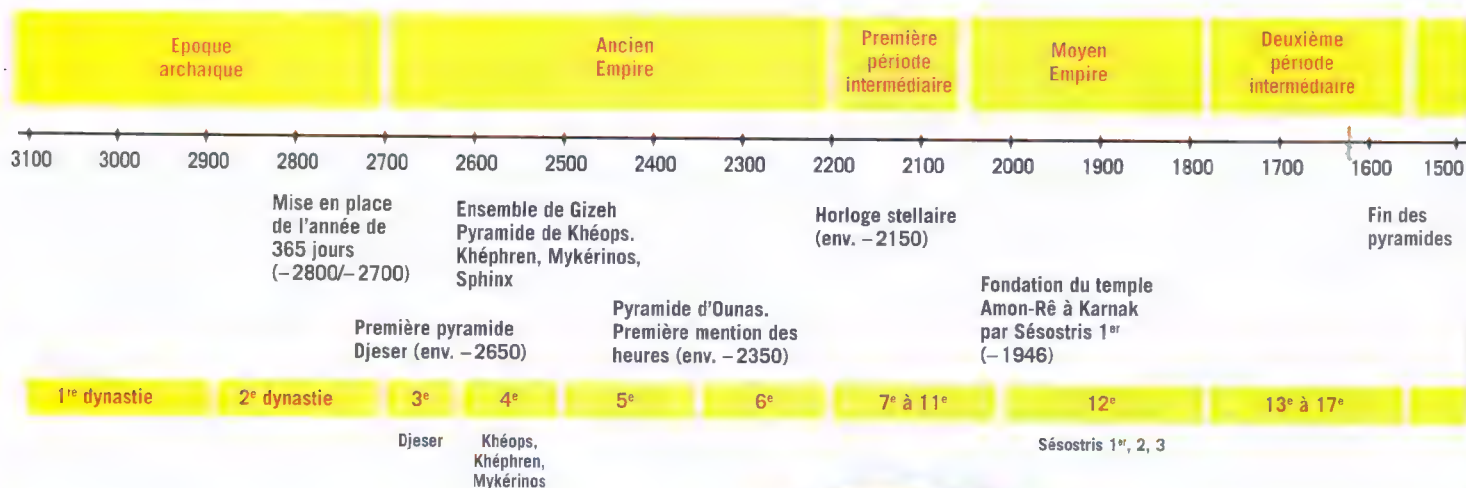 Epoque
archaïque
Ancien
Empire
Première
période
intermédiaire
Moyen
Empire
Deuxième
période
intermédiaire
3100 3000 2900 2800 2700 2600 2500 2400 2300 2200 2100 2000 1900 1800 1700 1600 1500
Mise en place
de l'année de
365 jours
(–2800/–2700)
Ensemble de Gizeh
Pyramide de Khéops.
Khéphren, Mykérinos,
Sphinx
Horloge stellaire
(env. –2150)
Fin des
pyramides
Première pyramide
Djeser (env. –2650)
Pyramide d'Ounas.
Première mention des
heures (env. –2350)
Fondation du temple
Amon-Rê à Karnak
par Sésostris 1er
(–1946)
1re dynastie 2e dynastie 3e 4e 5e 6e 7e à 11e 12e 13e à 17e
Djeser
Khéops,
Khéphren,
Mykérinos
Sésostris 1er, 2, 3